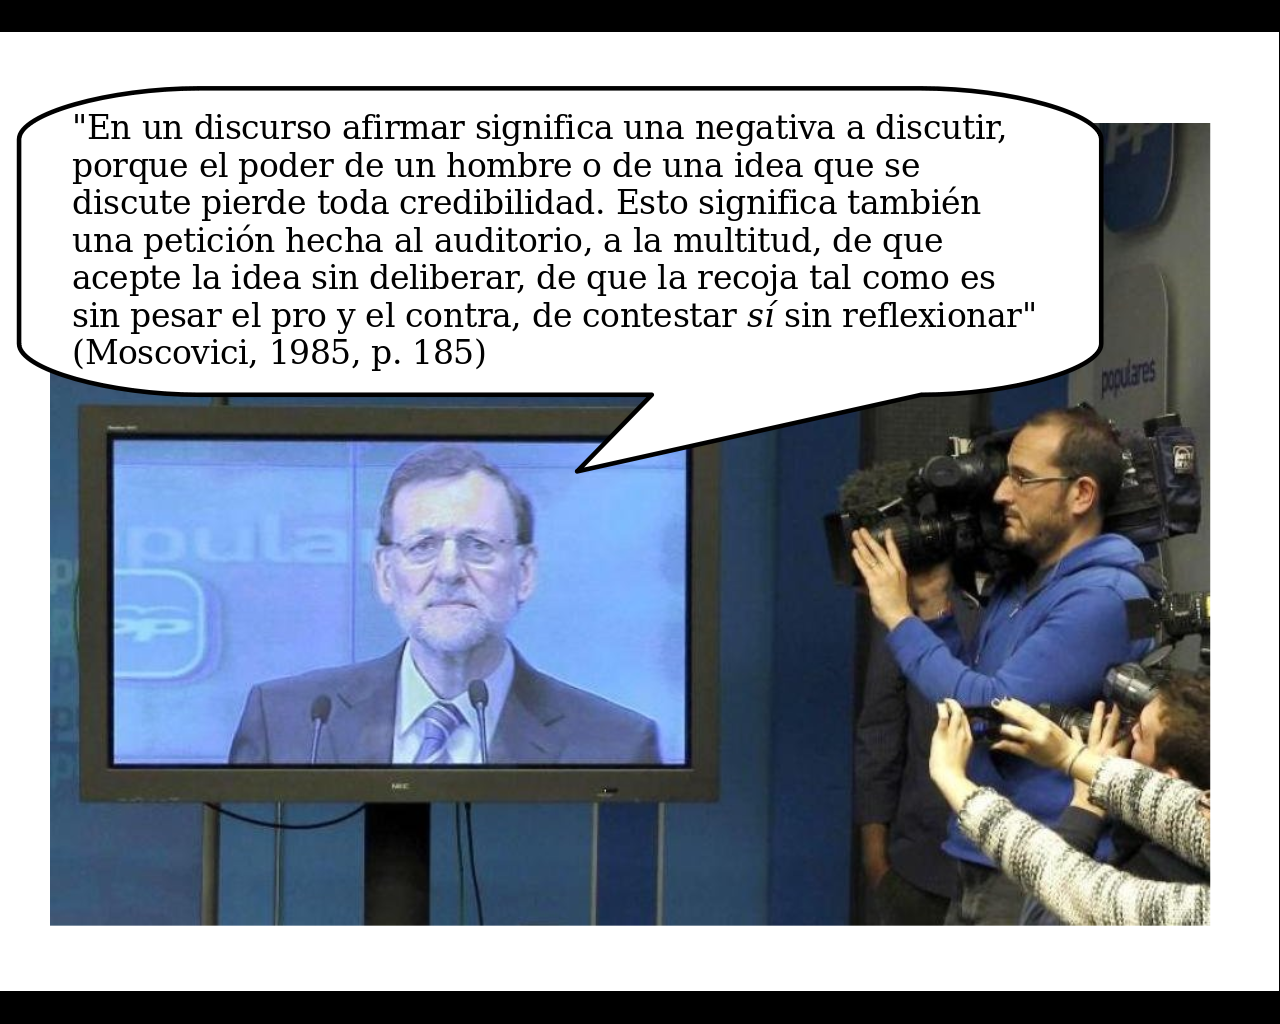 "En un discurso afirmar significa una negativa a discutir,
porque el poder de un hombre o de una idea que se
discute pierde toda credibilidad. Esto significa también
una petición hecha al auditorio, a la multitud, de que
acepte la idea sin deliberar, de que la recoja tal como es
sin pesar el pro y el contra, de contestar sí sin reflexionar"
(Moscovici, 1985, p. 185)
pp
populares
popula
pp
NEC